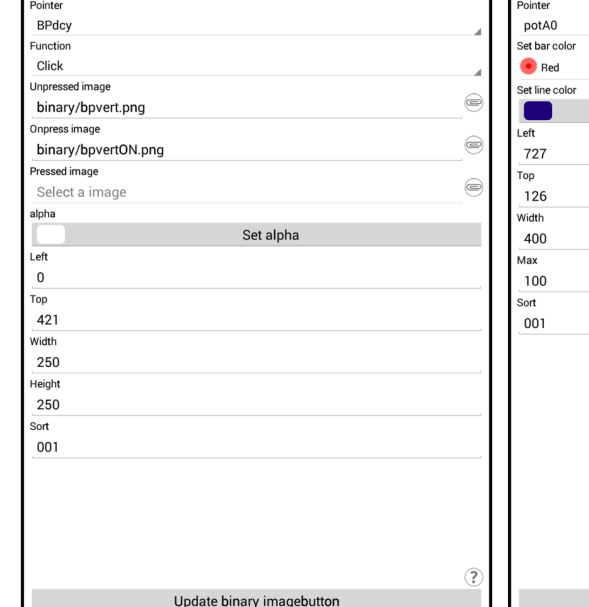 Pointer
BPdcy
Function
Click
Unpressed image
binary/bpvert.png
Onpress image
binary/bpvertON.png
Pressed image
Select a image
alpha
Set alpha
Left
0
Top
421
Width
250
Height
250
Sort
001
?
Update binary imagebutton
Pointer
potA0
Set bar color
Red
Set line color
Left
727
Top
126
Width
400
Max
100
Sort
001